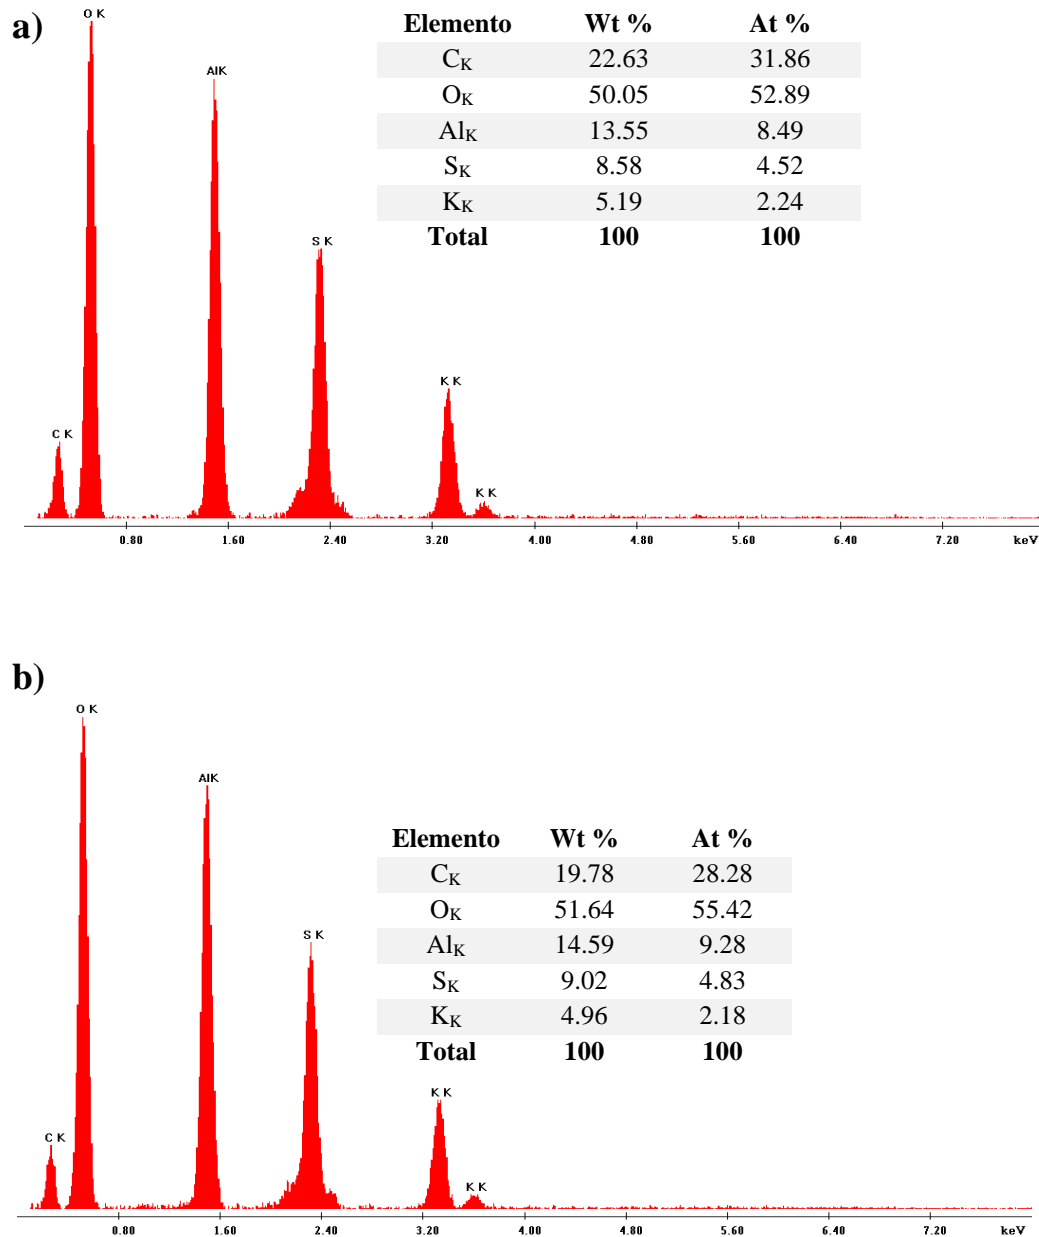 a)
O K
AlK
S K
K K
C K
K K
Elemento Wt % At %
CK 22.63 31.86
OK 50.05 52.89
AlK 13.55 8.49
SK 8.58 4.52
KK 5.19 2.24
Total 100 100
0.80 1.60 2.40 3.20 4.00 4.80 5.60 6.40 7.20 keV
b)
O K
AlK
S K
K K
C K
K K
Elemento Wt % At %
CK 19.78 28.28
OK 51.64 55.42
AlK 14.59 9.28
SK 9.02 4.83
KK 4.96 2.18
Total 100 100
0.80 1.60 2.40 3.20 4.00 4.80 5.60 6.40 7.20 keV